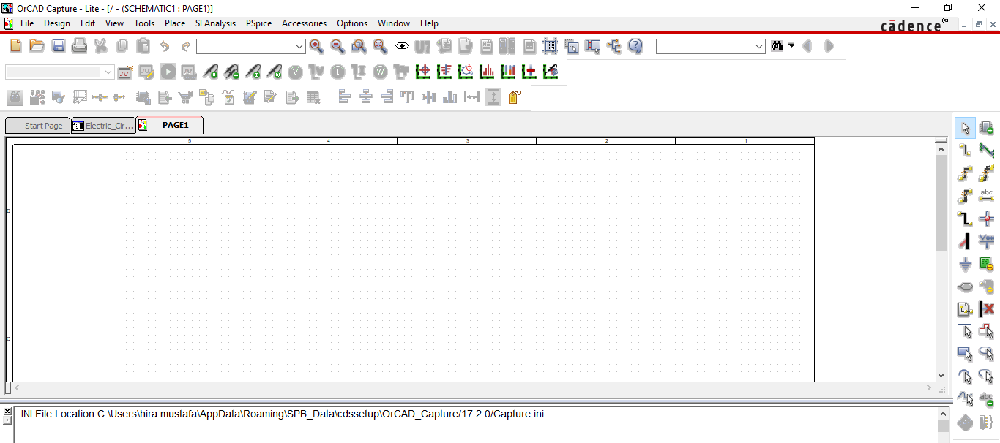 OrCAD Capture - Lite - [/ - (SCHEMATIC1 : PAGE1)]
File Design Edit View Tools Place SI Analysis PSpice Accessories Options Window Help
cādence®
U?
V I W
Start Page Electric_Cir... PAGE1
5 4 3 2 1
D
C
abc
abc
INI File Location:C:\Users\hira.mustafa\AppData\Roaming\SPB_Data\cdssetup\OrCAD_Capture/17.2.0/Capture.ini